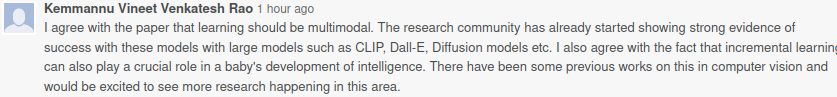 Kemmannu Vineet Venkatesh Rao 1 hour ago
I agree with the paper that learning should be multimodal. The research community has already started showing strong evidence of
success with these models with large models such as CLIP, Dall-E, Diffusion models etc. I also agree with the fact that incremental learning
can also play a crucial role in a baby's development of intelligence. There have been some previous works on this in computer vision and
would be excited to see more research happening in this area.